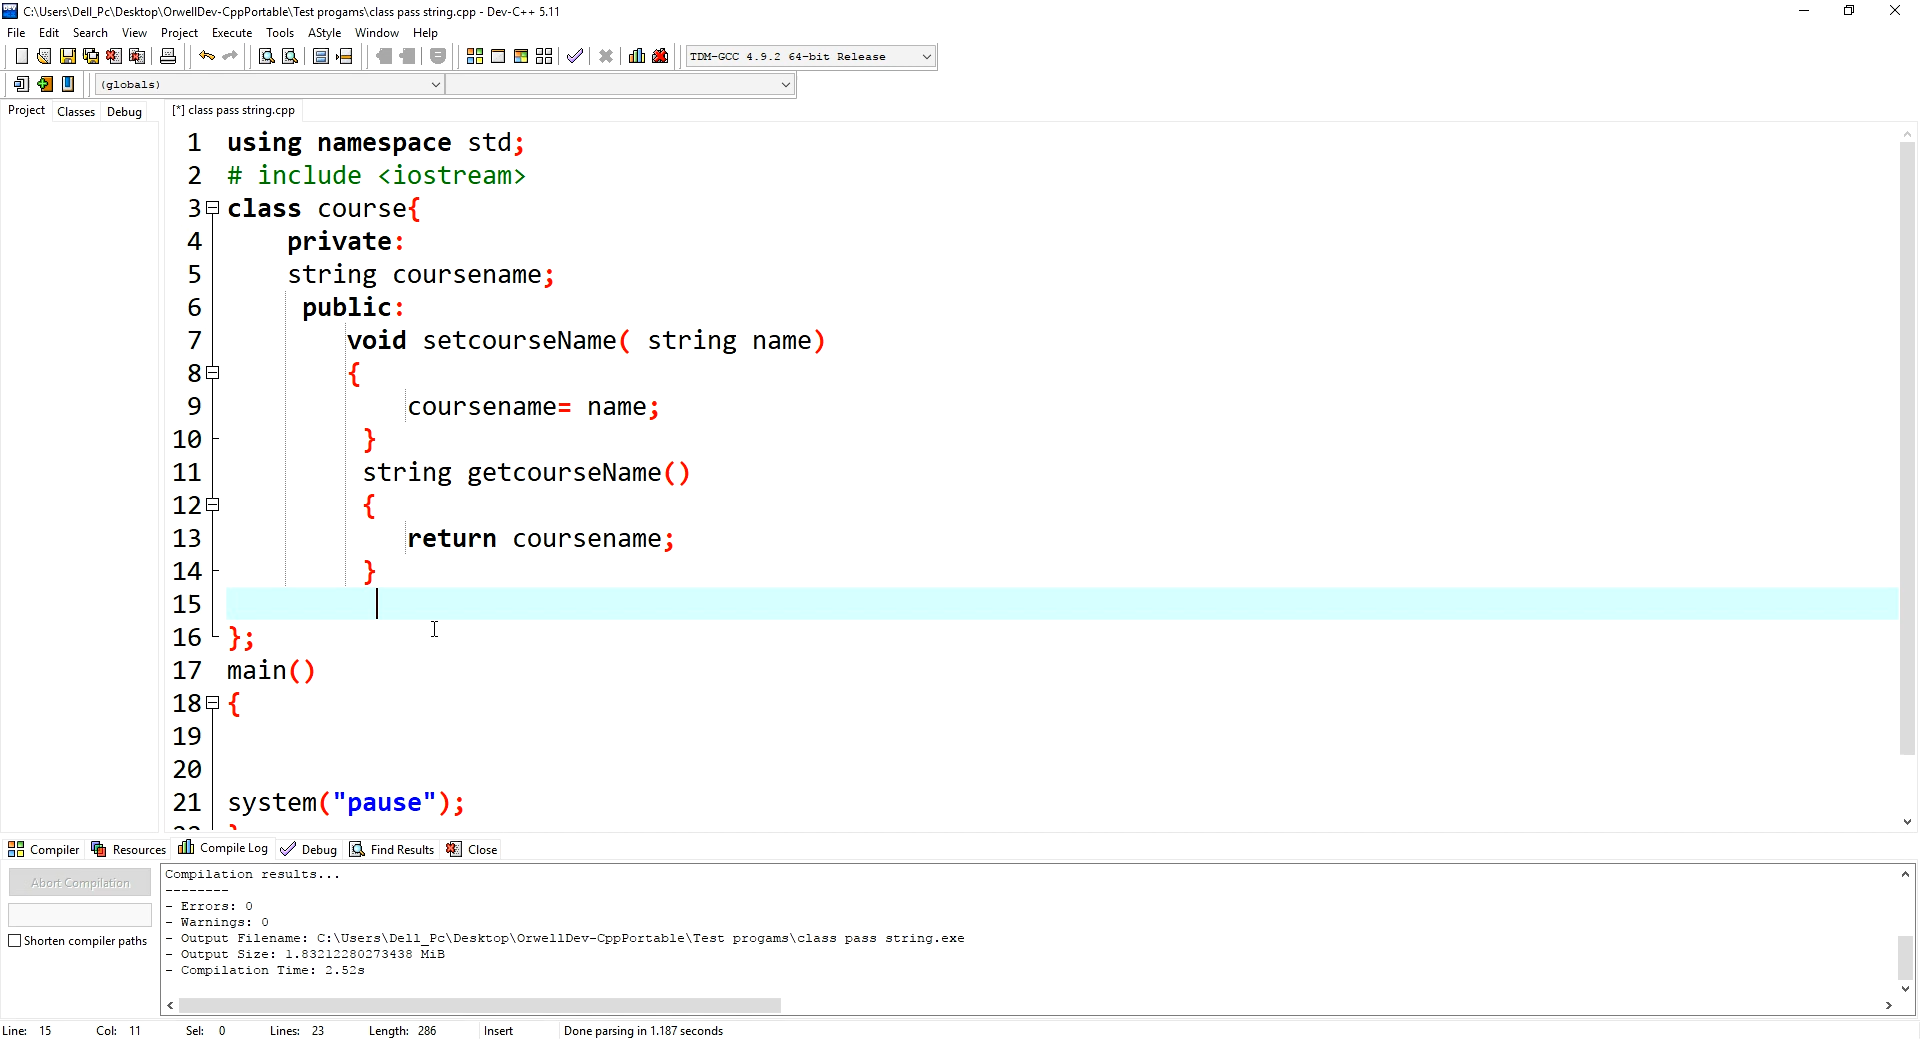 C:\Users\Dell_Pc\Desktop\OrwellDev-CppPortable\Test progams\class pass string.cpp - Dev-C++ 5.11
File Edit Search View Project Execute Tools AStyle Window Help
TDM-GCC 4.9.2 64-bit Release
(globals)
Project Classes Debug [*] class pass string.cpp
1 using namespace std;
2 # include <iostream>
3 class course{
4 private:
5 string coursename;
6 public:
7 void setcourseName( string name)
8 {
9 coursename= name;
10 }
11 string getcourseName()
12 {
13 return coursename;
14 }
15
16 };
17 main()
18 {
19
20
21 system("pause");
Compiler Resources Compile Log Debug Find Results Close
Abort Compilation
Shorten compiler paths
Compilation results...
--------
- Errors: 0
- Warnings: 0
- Output Filename: C:\Users\Dell_Pc\Desktop\OrwellDev-CppPortable\Test progams\class pass string.exe
- Output Size: 1.83212280273438 MiB
- Compilation Time: 2.52s
Line: 15 Col: 11 Sel: 0 Lines: 23 Length: 286 Insert Done parsing in 1.187 seconds